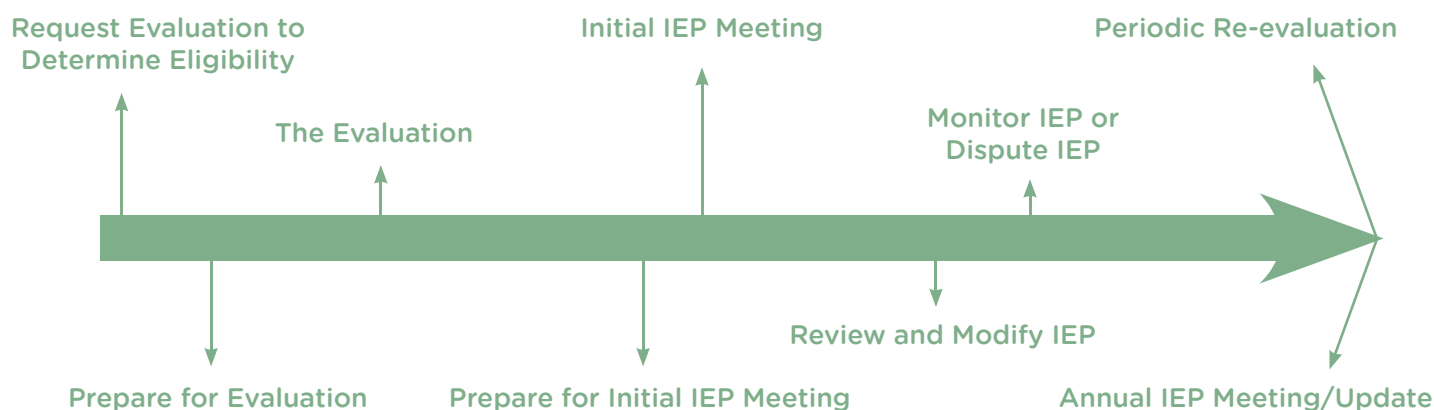 Request Evaluation to
Determine Eligibility
Initial IEP Meeting
Periodic Re-evaluation
The Evaluation
Monitor IEP or
Dispute IEP
Review and Modify IEP
Prepare for Evaluation
Prepare for Initial IEP Meeting
Annual IEP Meeting/Update